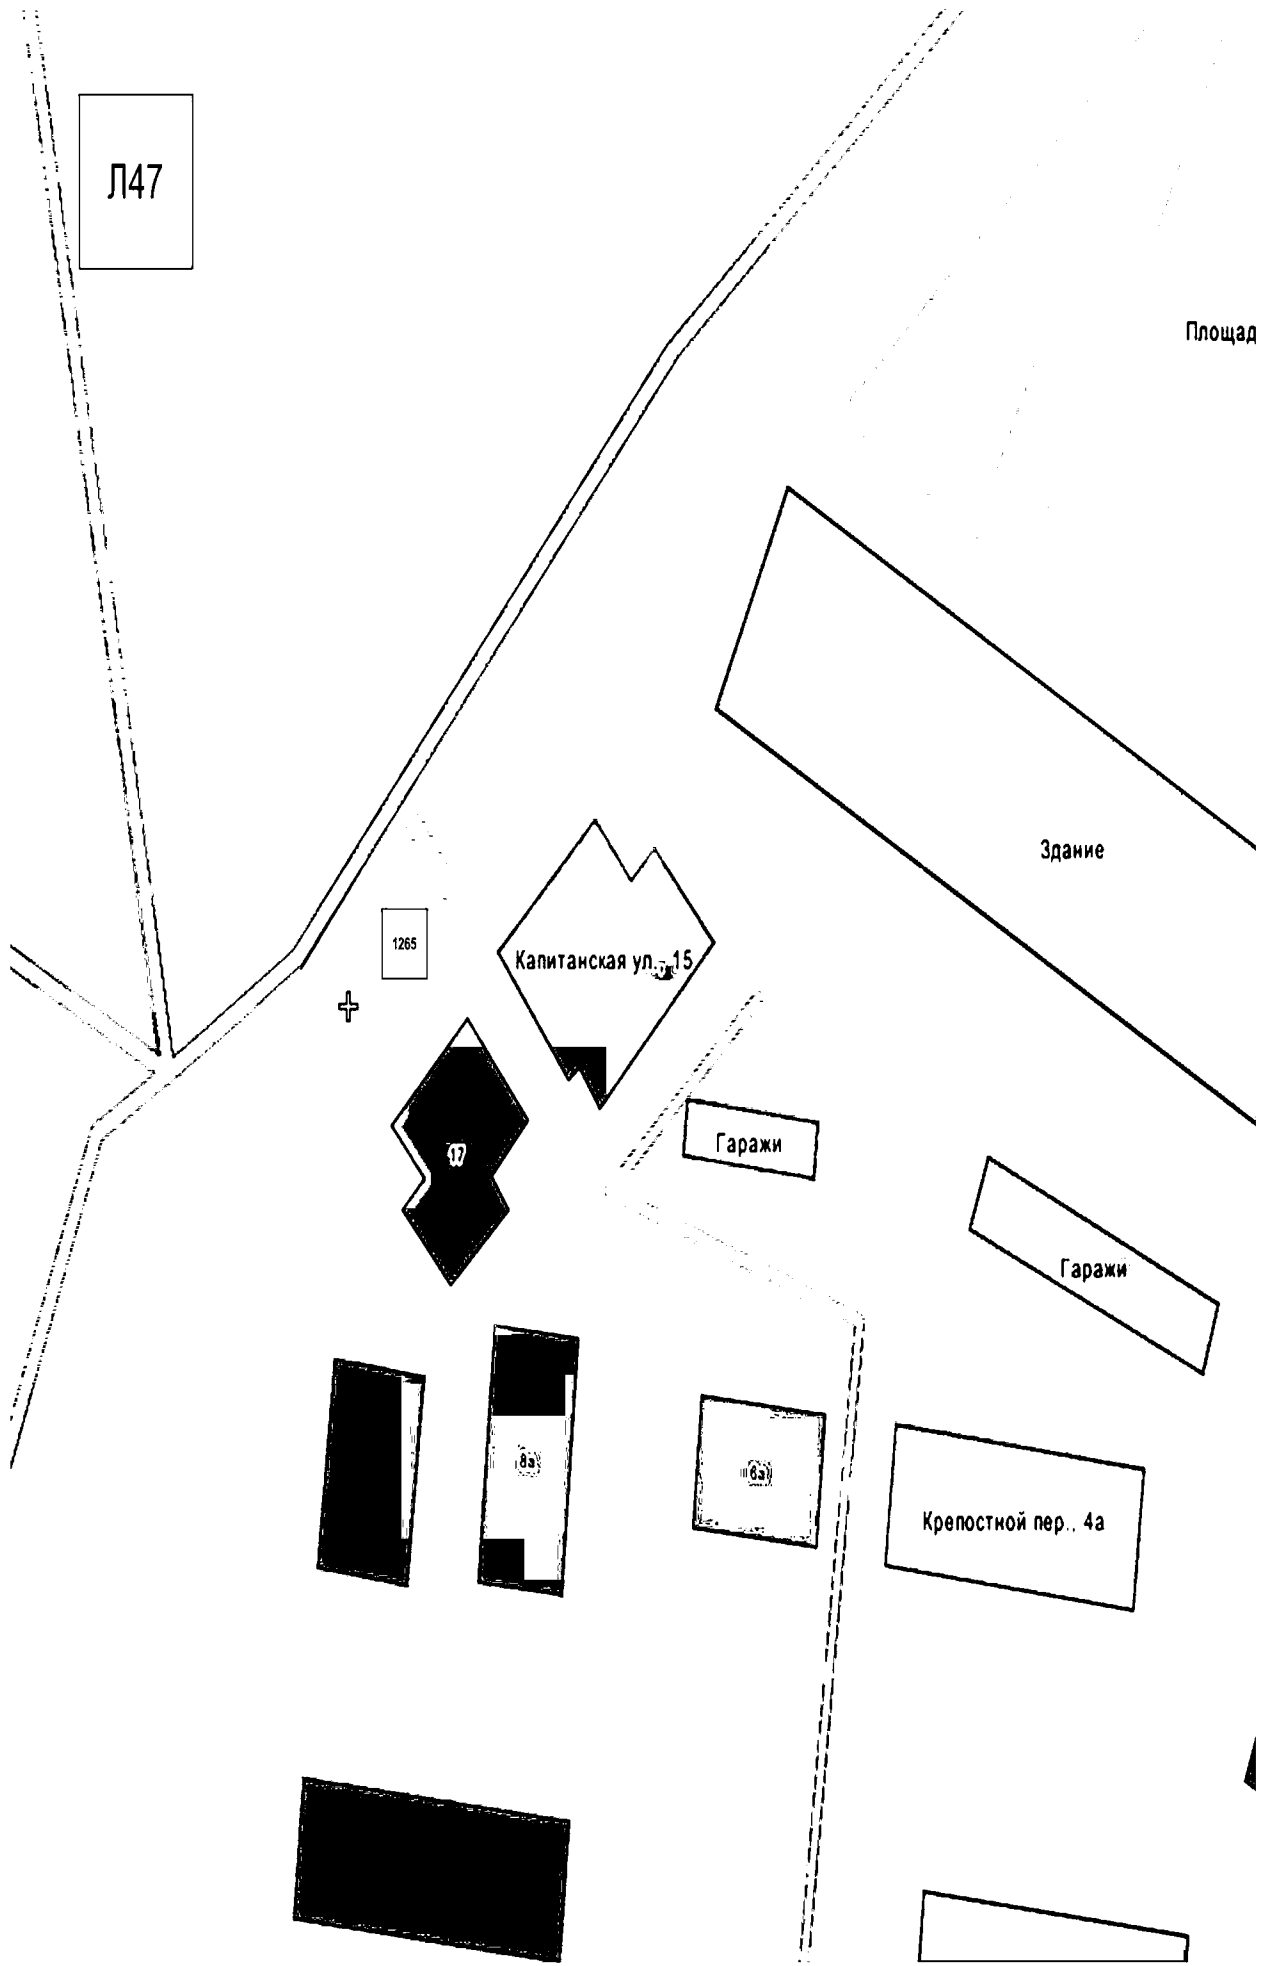 Л47
Площад
Здание
1265
Капитанская ул., 15
17
Гаражи
Гаражи
8а
6а
Крепостной пер., 4а